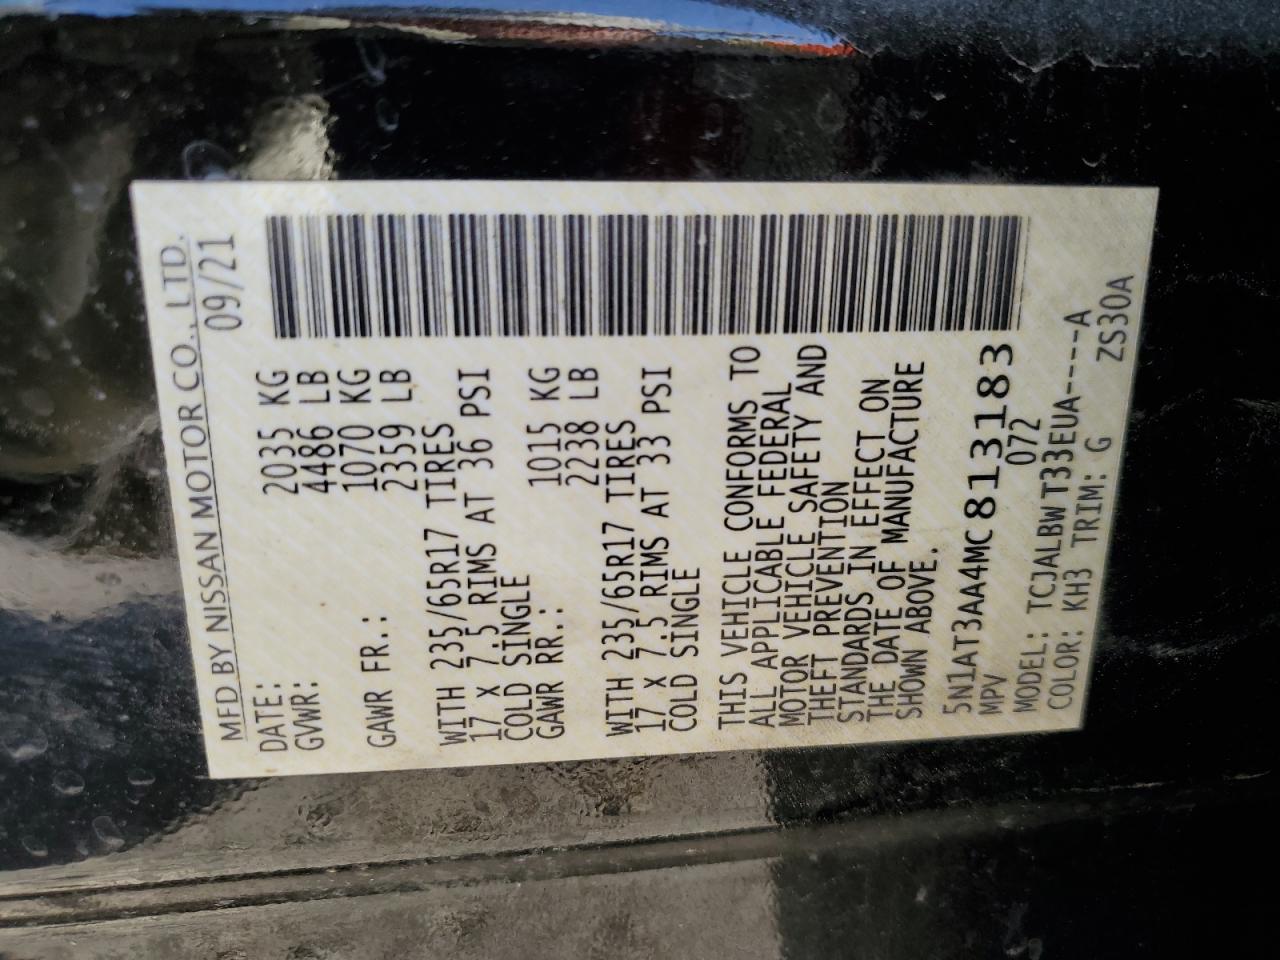 MFD BY NISSAN MOTOR CO., LTD.
DATE: 09/21
GVWR: 2035 KG
4486 LB
GAWR FR.: 1070 KG
2359 LB
WITH 235/65R17 TIRES
17 X 7.5 RIMS AT 36 PSI
COLD SINGLE
GAWR RR.: 1015 KG
2238 LB
WITH 235/65R17 TIRES
17 X 7.5 RIMS AT 33 PSI
COLD SINGLE
THIS VEHICLE CONFORMS TO
ALL APPLICABLE FEDERAL
MOTOR VEHICLE SAFETY AND
THEFT PREVENTION
STANDARDS IN EFFECT ON
THE DATE OF MANUFACTURE
SHOWN ABOVE.
5N1AT3AA4MC813183
MPV 072
MODEL: TCJALBWT33EUA-----A
COLOR: KH3 TRIM: G ZS30A